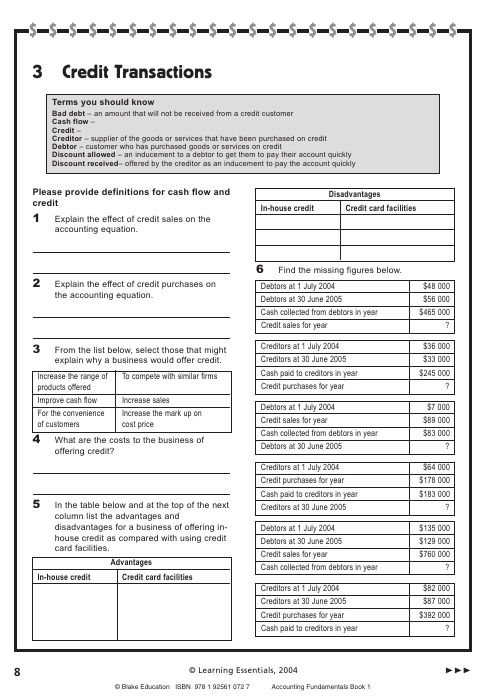 3 Credit Transactions
Terms you should know
Bad debt – an amount that will not be received from a credit customer
Cash flow –
Credit –
Creditor – supplier of the goods or services that have been purchased on credit
Debtor – customer who has purchased goods or services on credit
Discount allowed – an inducement to a debtor to get them to pay their account quickly
Discount received– offered by the creditor as an inducement to pay the account quickly
Please provide definitions for cash flow and
credit
1 Explain the effect of credit sales on the
accounting equation.
2 Explain the effect of credit purchases on
the accounting equation.
3 From the list below, select those that might
explain why a business would offer credit.
Increase the range of
products offered
To compete with similar firms
Improve cash flow
Increase sales
For the convenience
of customers
Increase the mark up on
cost price
4 What are the costs to the business of
offering credit?
5 In the table below and at the top of the next
column list the advantages and
disadvantages for a business of offering in-
house credit as compared with using credit
card facilities.
Advantages
In-house credit Credit card facilities
Disadvantages
In-house credit Credit card facilities
6 Find the missing figures below.
Debtors at 1 July 2004 $48 000
Debtors at 30 June 2005 $56 000
Cash collected from debtors in year $465 000
Credit sales for year ?
Creditors at 1 July 2004 $36 000
Creditors at 30 June 2005 $33 000
Cash paid to creditors in year $245 000
Credit purchases for year ?
Debtors at 1 July 2004 $7 000
Credit sales for year $89 000
Cash collected from debtors in year $83 000
Debtors at 30 June 2005 ?
Creditors at 1 July 2004 $64 000
Credit purchases for year $178 000
Cash paid to creditors in year $183 000
Creditors at 30 June 2005 ?
Debtors at 1 July 2004 $135 000
Debtors at 30 June 2005 $129 000
Credit sales for year $760 000
Cash collected from debtors in year ?
Creditors at 1 July 2004 $82 000
Creditors at 30 June 2005 $87 000
Credit purchases for year $392 000
Cash paid to creditors in year ?
8 © Learning Essentials, 2004
© Blake Education ISBN 978 1 92561 072 7 Accounting Fundamentals Book 1